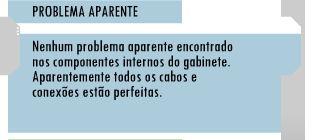 PROBLEMA APARENTE
Nenhum problema aparente encontrado
nos componentes internos do gabinete.
Aparentemente todos os cabos e
conexões estão perfeitas.